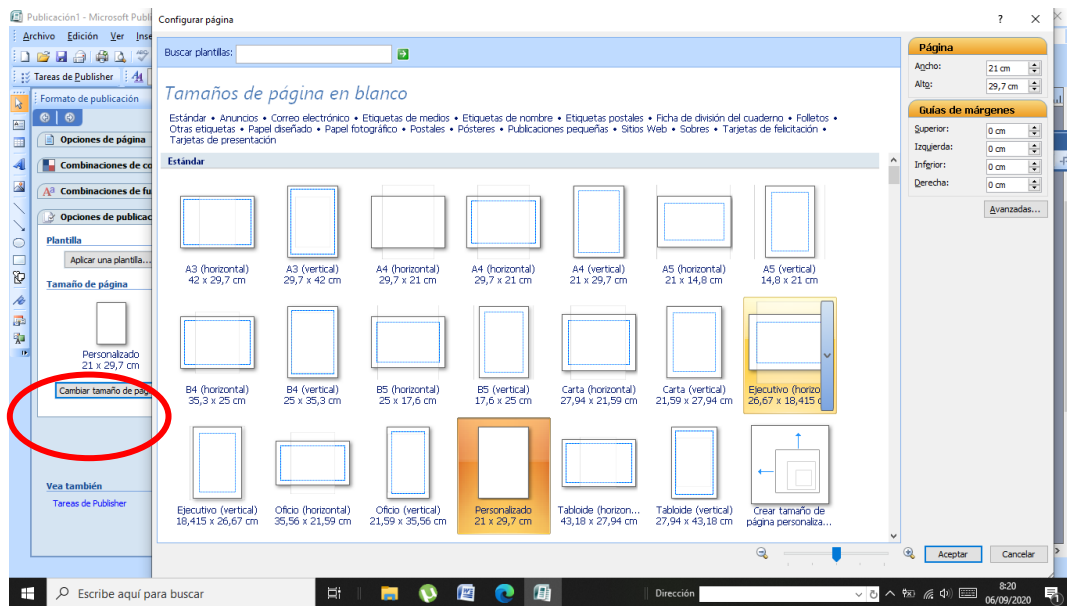 Publicación1 - Microsoft Publi
Archivo Edición Ver Inse
Tareas de Publisher
Formato de publicación
Opciones de página
Combinaciones de co
Combinaciones de fu
Opciones de publicac
Plantilla
Aplicar una plantilla...
Tamaño de página
Personalizado
21 x 29,7 cm
Cambiar tamaño de pág
Vea también
Tareas de Publisher
Configurar página
Buscar plantillas:
Tamaños de página en blanco
Estándar • Anuncios • Correo electrónico • Etiquetas de medios • Etiquetas de nombre • Etiquetas postales • Ficha de división del cuaderno • Folletos •
Otras etiquetas • Papel diseñado • Papel fotográfico • Postales • Pósteres • Publicaciones pequeñas • Sitios Web • Sobres • Tarjetas de felicitación •
Tarjetas de presentación
Estándar
A3 (horizontal) A3 (vertical) A4 (horizontal) A4 (horizontal) A4 (vertical) A5 (horizontal) A5 (vertical)
42 x 29,7 cm 29,7 x 42 cm 29,7 x 21 cm 29,7 x 21 cm 21 x 29,7 cm 21 x 14,8 cm 14,8 x 21 cm
B4 (horizontal) B4 (vertical) B5 (horizontal) B5 (vertical) Carta (horizontal) Carta (vertical) Ejecutivo (horizo
35,3 x 25 cm 25 x 35,3 cm 25 x 17,6 cm 17,6 x 25 cm 27,94 x 21,59 cm 21,59 x 27,94 cm 26,67 x 18,415 c
Ejecutivo (vertical) Oficio (horizontal) Oficio (vertical) Personalizado Tabloide (horizon... Tabloide (vertical) Crear tamaño de
18,415 x 26,67 cm 35,56 x 21,59 cm 21,59 x 35,56 cm 21 x 29,7 cm 43,18 x 27,94 cm 27,94 x 43,18 cm página personaliza...
Página
Ancho: 21 cm
Alto: 29,7 cm
Guías de márgenes
Superior: 0 cm
Izquierda: 0 cm
Inferior: 0 cm
Derecha: 0 cm
Avanzadas...
Aceptar Cancelar
Escribe aquí para buscar
Dirección
8:20
06/09/2020